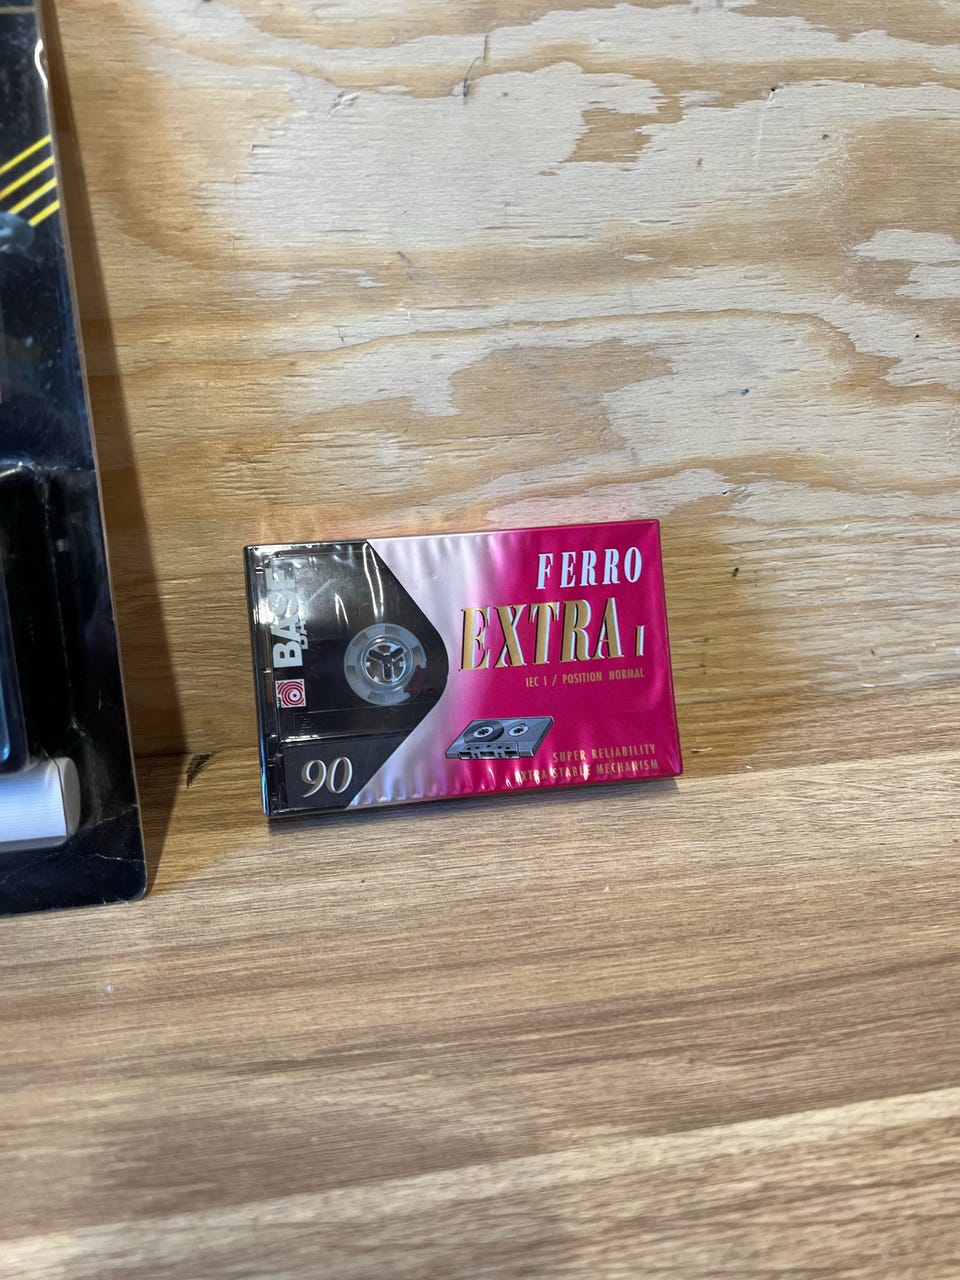 BASF
90
FERRO
EXTRA I
IEC I / POSITION NORMAL
SUPER RELIABILITY
EXTRA STABLE MECHANISM